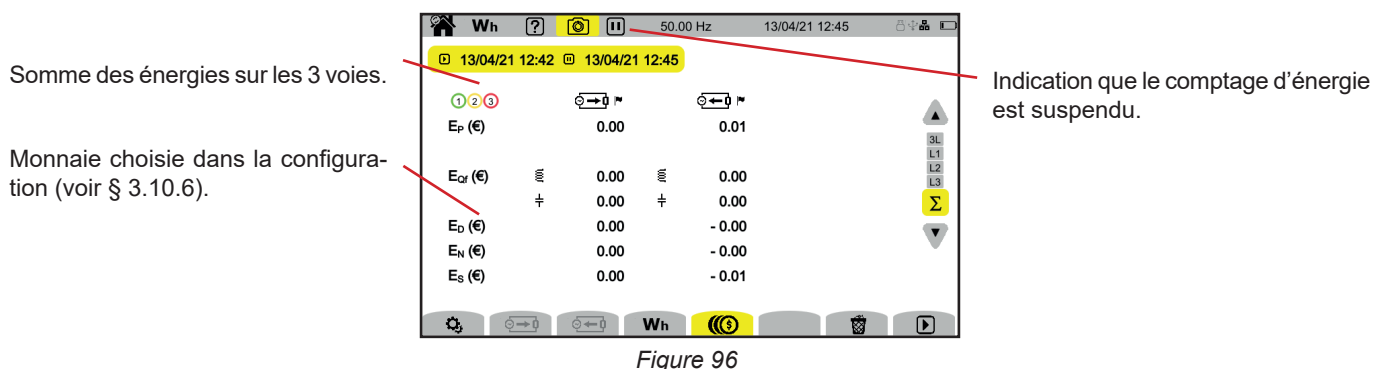 Wh ? 50.00 Hz 13/04/21 12:45
13/04/21 12:42 13/04/21 12:45
Somme des énergies sur les 3 voies.
Indication que le comptage d'énergie
est suspendu.
1 2 3
EP (€) 0.00 0.01
Monnaie choisie dans la configura-
tion (voir § 3.10.6).
EQf (€) 0.00 0.00
0.00 0.00
ED (€) 0.00 - 0.00
EN (€) 0.00 - 0.00
ES (€) 0.00 - 0.01
3L
L1
L2
L3
Σ
Wh $
Figure 96